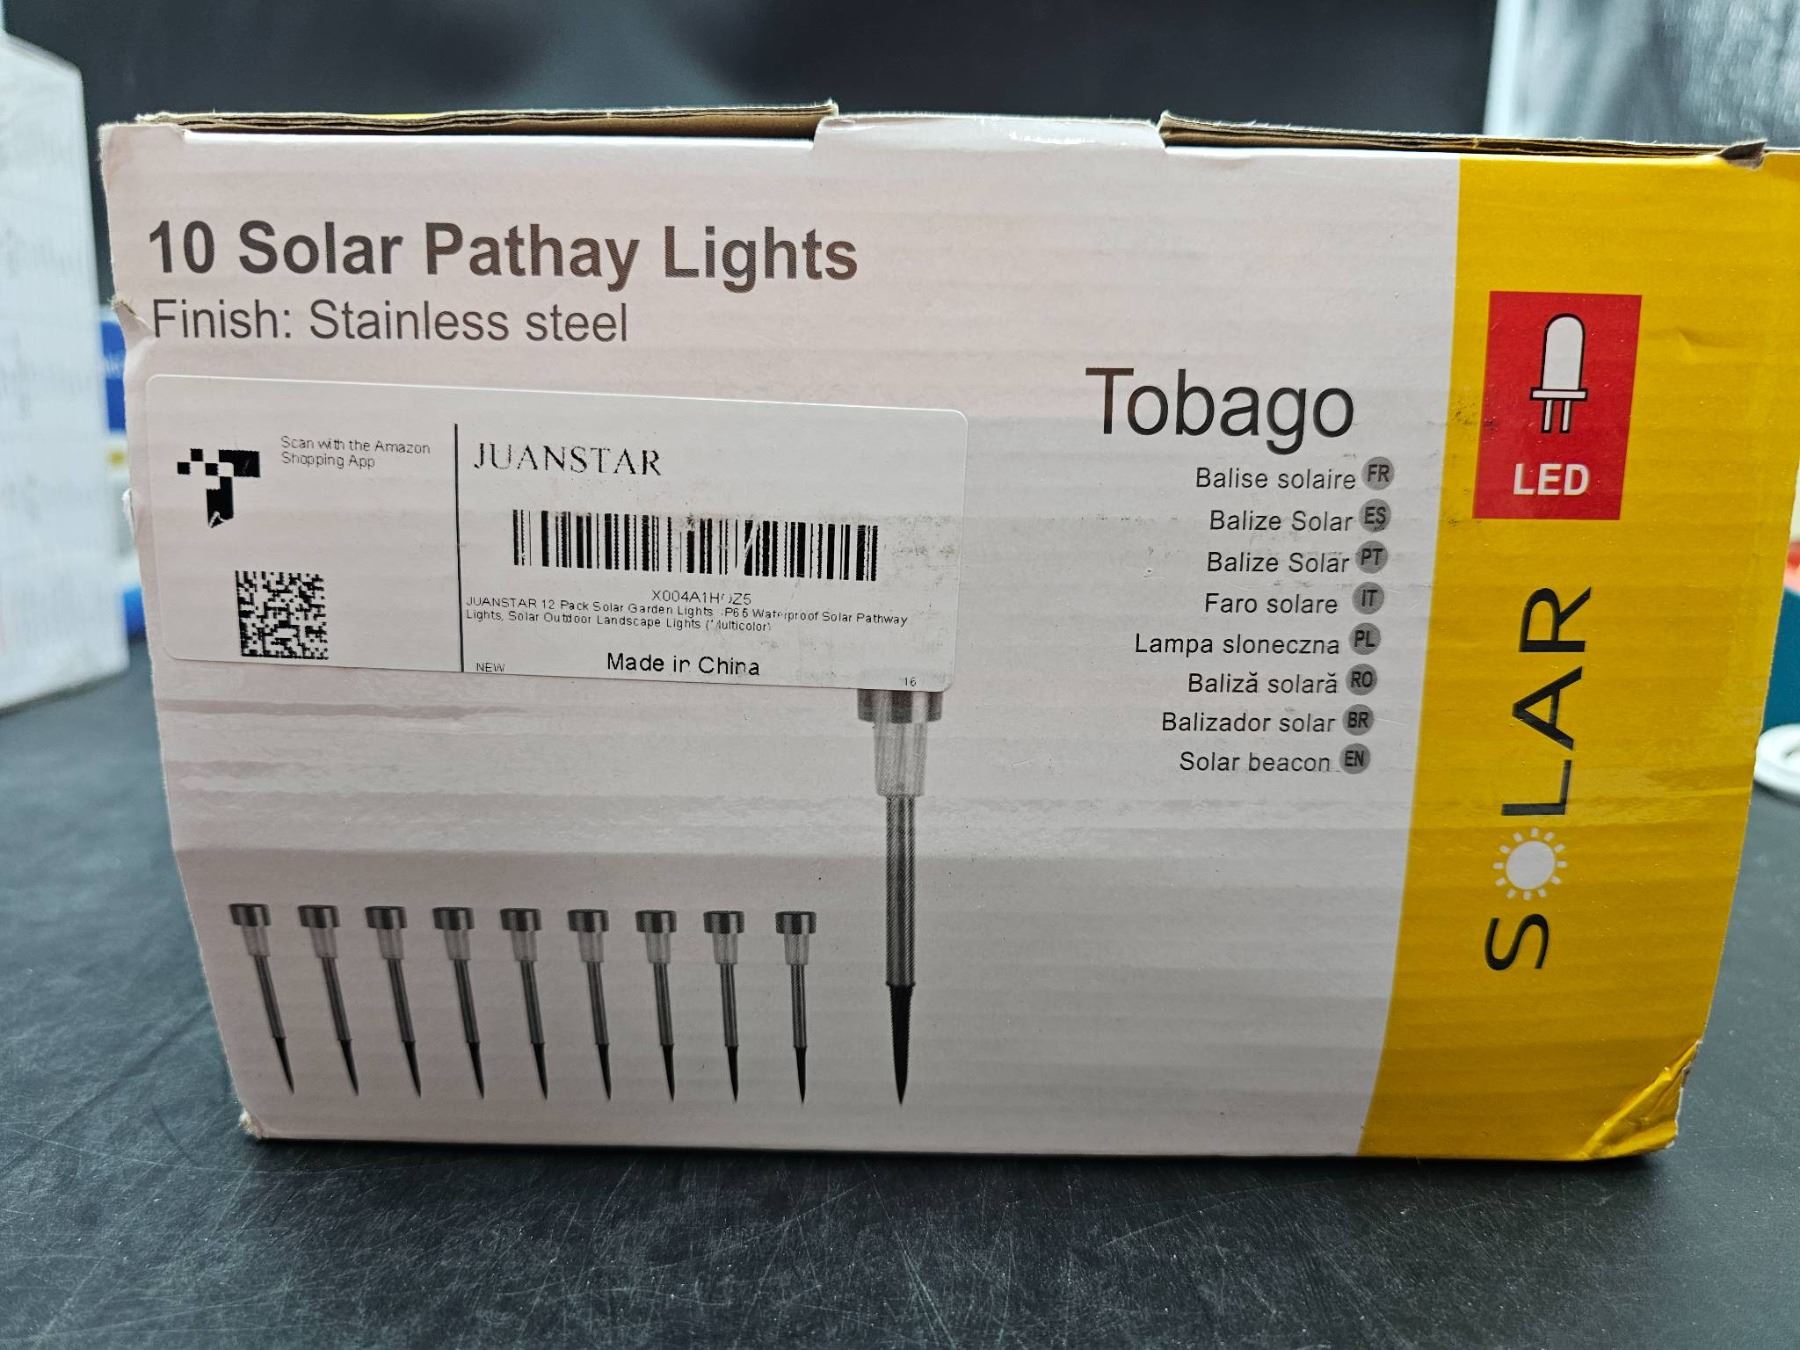 10 Solar Pathay Lights
Finish: Stainless steel
Scan with the Amazon
Shopping App
JUANSTAR
JUANSTAR 12 Pack Solar Garden Lights Waterproof Solar Pathway
Lights, Solar Outdoor Landscape Lights
NEW
Made in China
16
Tobago
Balise solaire FR
Balize Solar ES
Balize Solar PT
Faro solare IT
Lampa sloneczna PL
Baliză solară RO
Balizador solar BR
Solar beacon EN
LED
SOLAR